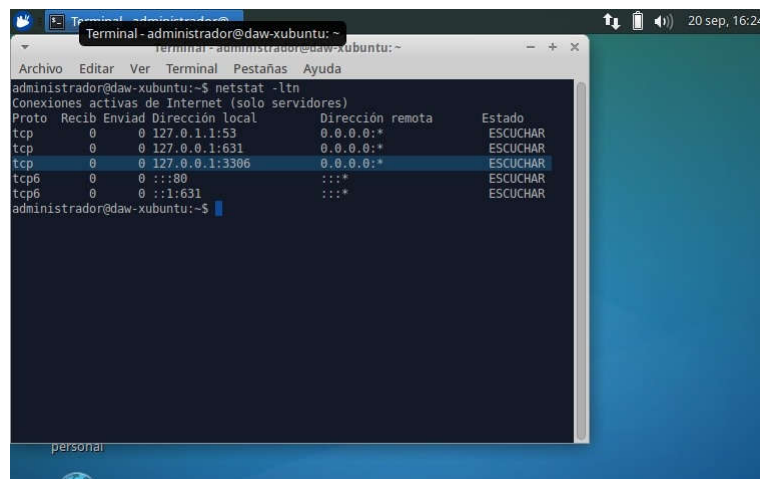 Terminal - administrador@
20 sep, 16:24
Terminal - administrador@daw-xubuntu: ~
Terminal - administrador@daw-xubuntu: ~
Archivo Editar Ver Terminal Pestañas Ayuda
administrador@daw-xubuntu:~$ netstat -ltn
Conexiones activas de Internet (solo servidores)
Proto Recib Enviad Dirección local Dirección remota Estado
tcp 0 0 127.0.1.1:53 0.0.0.0:* ESCUCHAR
tcp 0 0 127.0.0.1:631 0.0.0.0:* ESCUCHAR
tcp 0 0 127.0.0.1:3306 0.0.0.0:* ESCUCHAR
tcp6 0 0 :::80 :::* ESCUCHAR
tcp6 0 0 ::1:631 :::* ESCUCHAR
administrador@daw-xubuntu:~$
personal